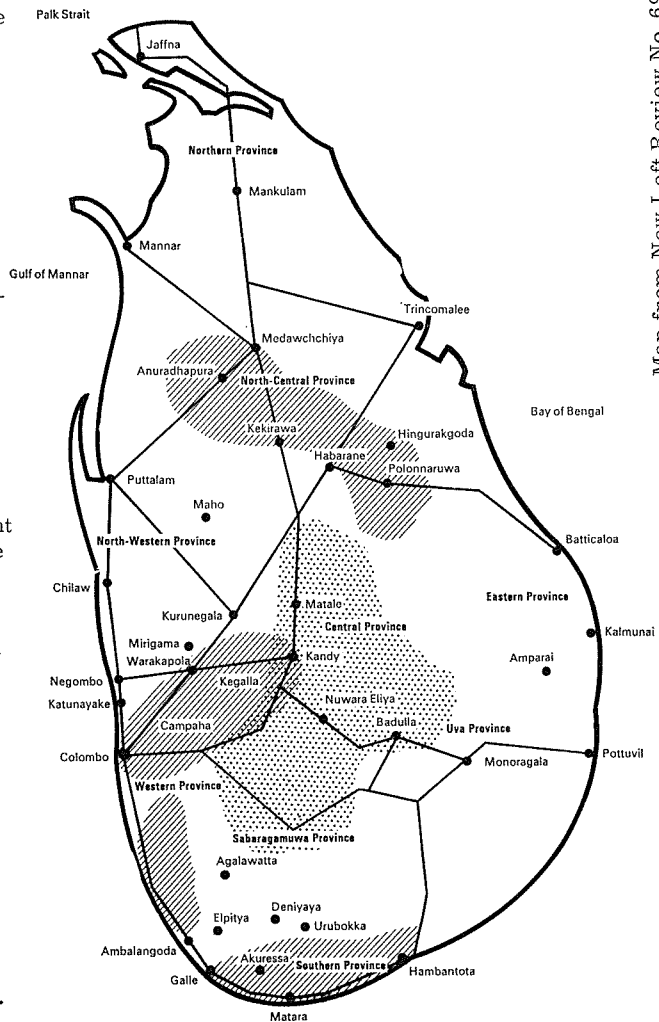 Palk Strait
Jaffna
Northern Province
Mankulam
Mannar
Gulf of Mannar
Trincomalee
Medawchchiya
Anuradhapura
North-Central Province
Bay of Bengal
Kekirawa
Hingurakgoda
Habarane
Polonnaruwa
Puttalam
Maho
North-Western Province
Batticaloa
Chilaw
Eastern Province
Matale
Kurunegala
Central Province
Kalmunai
Mirigama
Warakapola
Kandy
Amparai
Negombo
Kegalla
Katunayake
Nuwara Eliya
Campaha
Badulla
Uva Province
Colombo
Monoragala
Pottuvil
Western Province
Sabaragamuwa Province
Agalawatta
Deniyaya
Elpitya
Urubokka
Ambalangoda
Akuressa
Southern Province
Galle
Hambantota
Matara
Map from New Left Review No